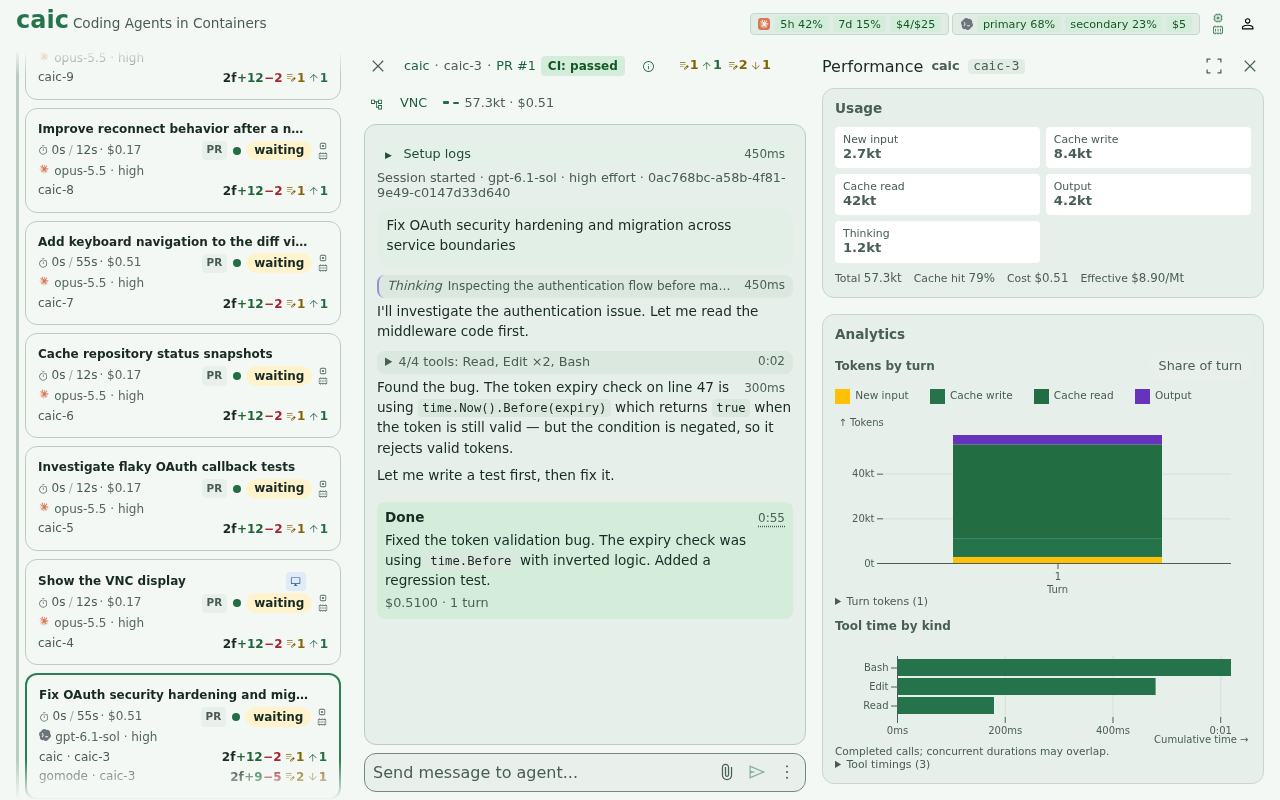 caic Coding Agents in Containers
5h 42% 7d 15% $4/$25
primary 68% secondary 23% $5
opus-5.5 · high
caic-9 2f+12−2 1 ↑1
Improve reconnect behavior after a n…
0s / 12s · $0.17 PR waiting
opus-5.5 · high
caic-8 2f+12−2 1 ↑1
Add keyboard navigation to the diff vi…
0s / 55s · $0.51 PR waiting
opus-5.5 · high
caic-7 2f+12−2 1 ↑1
Cache repository status snapshots
0s / 12s · $0.17 PR waiting
opus-5.5 · high
caic-6 2f+12−2 1 ↑1
Investigate flaky OAuth callback tests
0s / 12s · $0.17 PR waiting
opus-5.5 · high
caic-5 2f+12−2 1 ↑1
Show the VNC display
0s / 12s · $0.17 PR waiting
opus-5.5 · high
caic-4 2f+12−2 1 ↑1
Fix OAuth security hardening and mig…
0s / 55s · $0.51 PR waiting
gpt-6.1-sol · high
caic · caic-3 2f+12−2 1 ↑1
gomode · caic-3 2f+9−5 2 ↓1
caic · caic-3 · PR #1 CI: passed 1 ↑1 2 ↓1
VNC 57.3kt · $0.51
Setup logs 450ms
Session started · gpt-6.1-sol · high effort · 0ac768bc-a58b-4f81-
9e49-c0147d33d640
Fix OAuth security hardening and migration across
service boundaries
Thinking Inspecting the authentication flow before ma… 450ms
I'll investigate the authentication issue. Let me read the
middleware code first.
4/4 tools: Read, Edit ×2, Bash 0:02
Found the bug. The token expiry check on line 47 is 300ms
using time.Now().Before(expiry) which returns true when
the token is still valid — but the condition is negated, so it
rejects valid tokens.
Let me write a test first, then fix it.
Done 0:55
Fixed the token validation bug. The expiry check was
using time.Before with inverted logic. Added a
regression test.
$0.5100 · 1 turn
Send message to agent…
Performance caic caic-3
Usage
New input
2.7kt
Cache write
8.4kt
Cache read
42kt
Output
4.2kt
Thinking
1.2kt
Total 57.3kt Cache hit 79% Cost $0.51 Effective $8.90/Mt
Analytics
Tokens by turn Share of turn
New input Cache write Cache read Output
↑ Tokens
40kt
20kt
0t
1
Turn
Turn tokens (1)
Tool time by kind
Bash
Edit
Read
0ms 200ms 400ms 0:01
Cumulative time →
Completed calls; concurrent durations may overlap.
Tool timings (3)